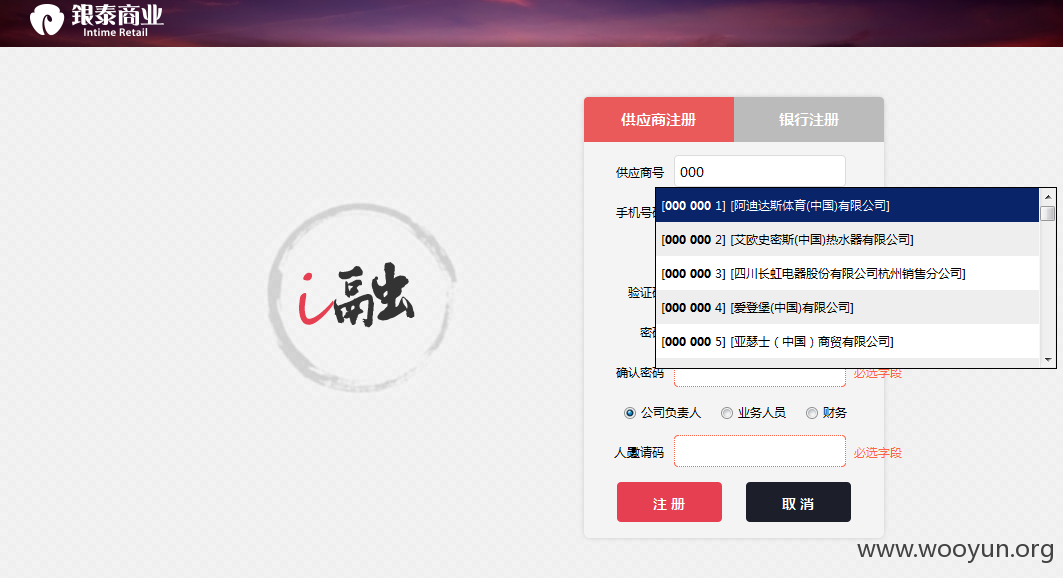 银泰商业
Intime Retail
供应商注册 银行注册
供应商号 000
手机号
[000 000 1] [阿迪达斯体育(中国)有限公司]
[000 000 2] [艾欧史密斯(中国)热水器有限公司]
[000 000 3] [四川长虹电器股份有限公司杭州销售分公司]
[000 000 4] [爱登堡(中国)有限公司]
[000 000 5] [亚瑟士（中国）商贸有限公司]
验证
密
确认密码 必选字段
公司负责人 业务人员 财务
人员邀请码 必选字段
注册 取消
i融
www.wooyun.org